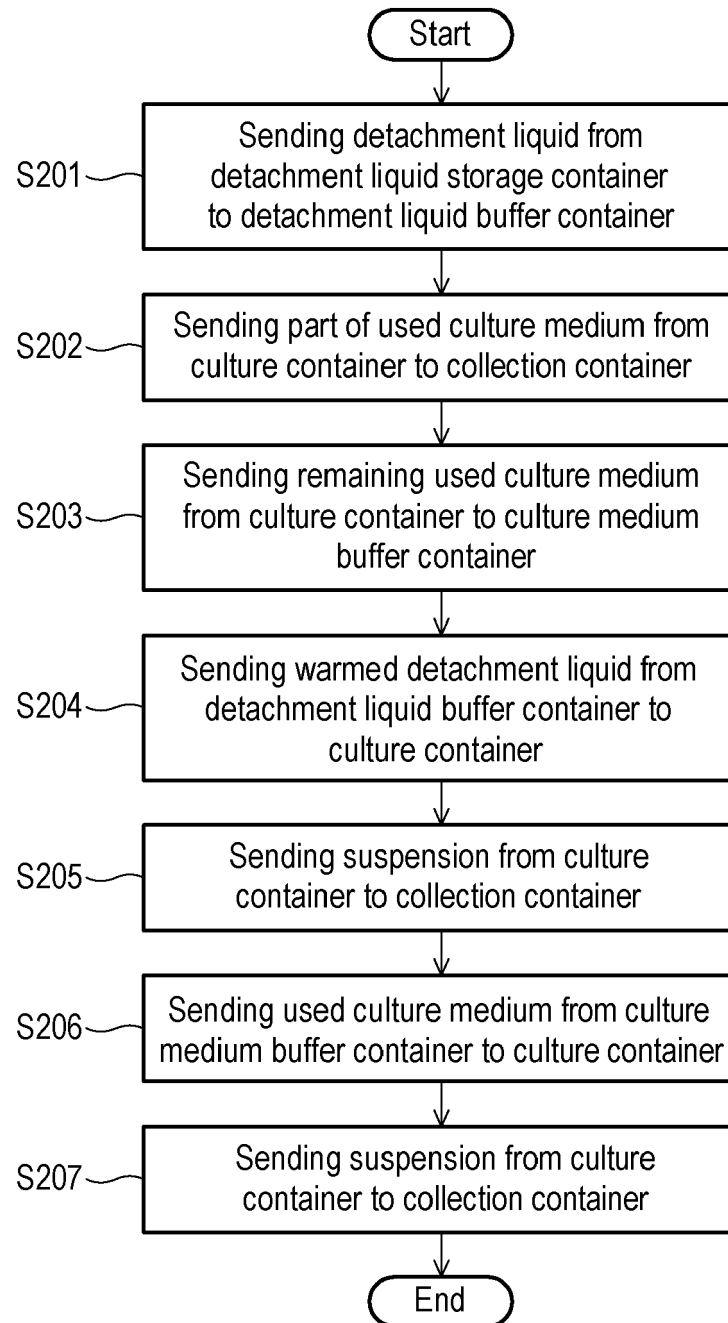 Start
S201
Sending detachment liquid from
detachment liquid storage container
to detachment liquid buffer container
S202
Sending part of used culture medium from
culture container to collection container
S203
Sending remaining used culture medium
from culture container to culture medium
buffer container
S204
Sending warmed detachment liquid from
detachment liquid buffer container to
culture container
S205
Sending suspension from culture
container to collection container
S206
Sending used culture medium from culture
medium buffer container to culture container
S207
Sending suspension from culture
container to collection container
End